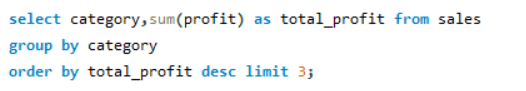 select category,sum(profit) as total_profit from sales
group by category
order by total_profit desc limit 3;